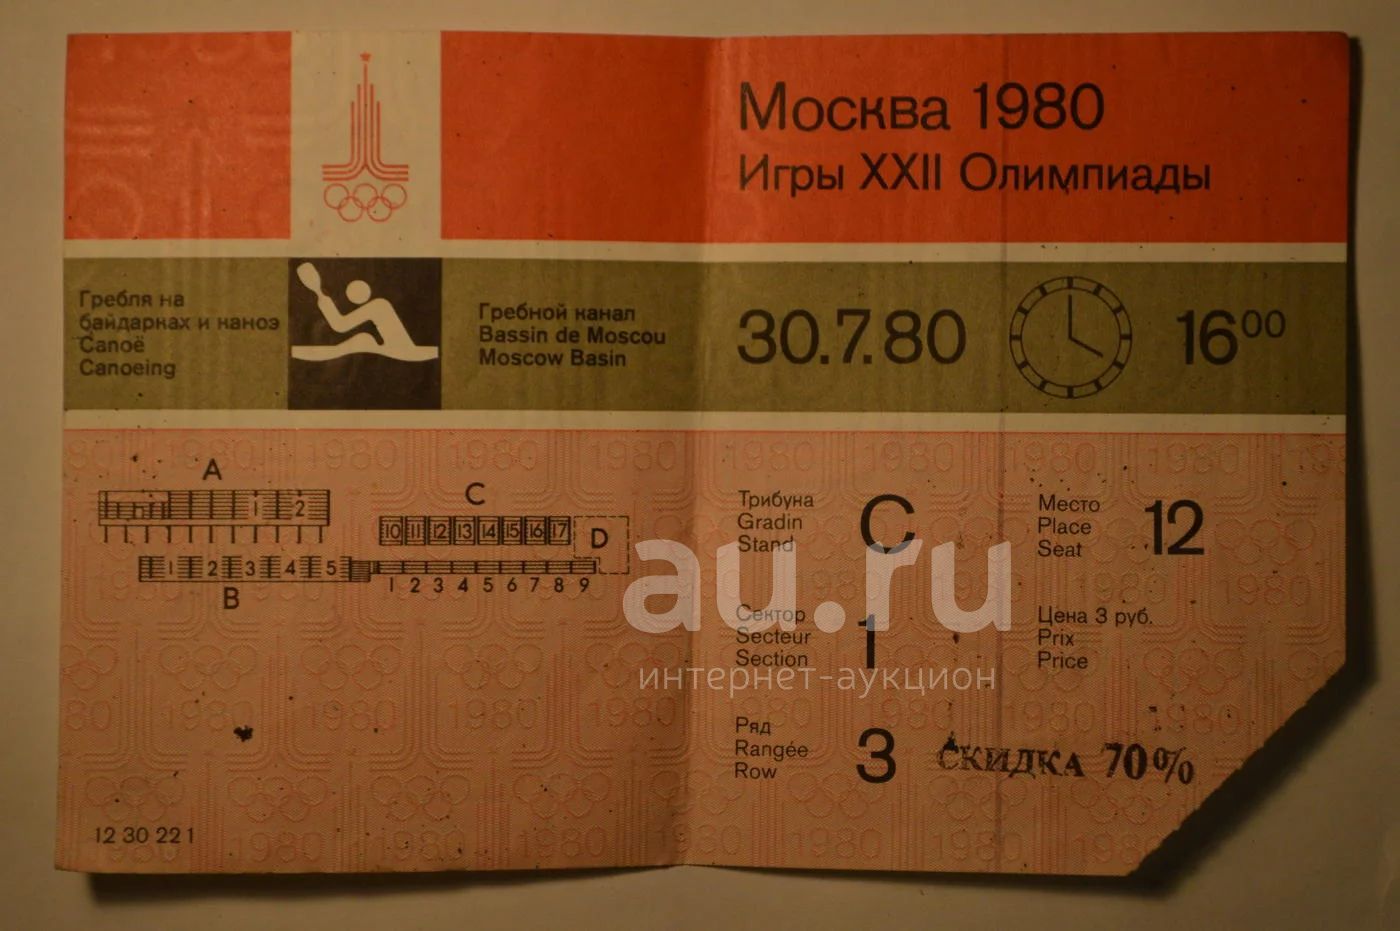 Москва 1980
Игры XXII Олимпиады
Гребля на
байдарках и каноэ
Canoë
Canoeing
Гребной канал
Bassin de Moscou
Moscow Basin
30.7.80
16⁰⁰
A
1 2
C
10 11 12 13 14 15 16 17
D
1 2 3 4 5
1 2 3 4 5 6 7 8 9
B
Трибуна
Gradin
Stand
C
Место
Place
Seat
12
Сектор
Secteur
Section
1
Цена 3 руб.
Prix
Price
Ряд
Rangée
Row
3
СКИДКА 70%
12 30 22 1
au.ru
интернет-аукцион